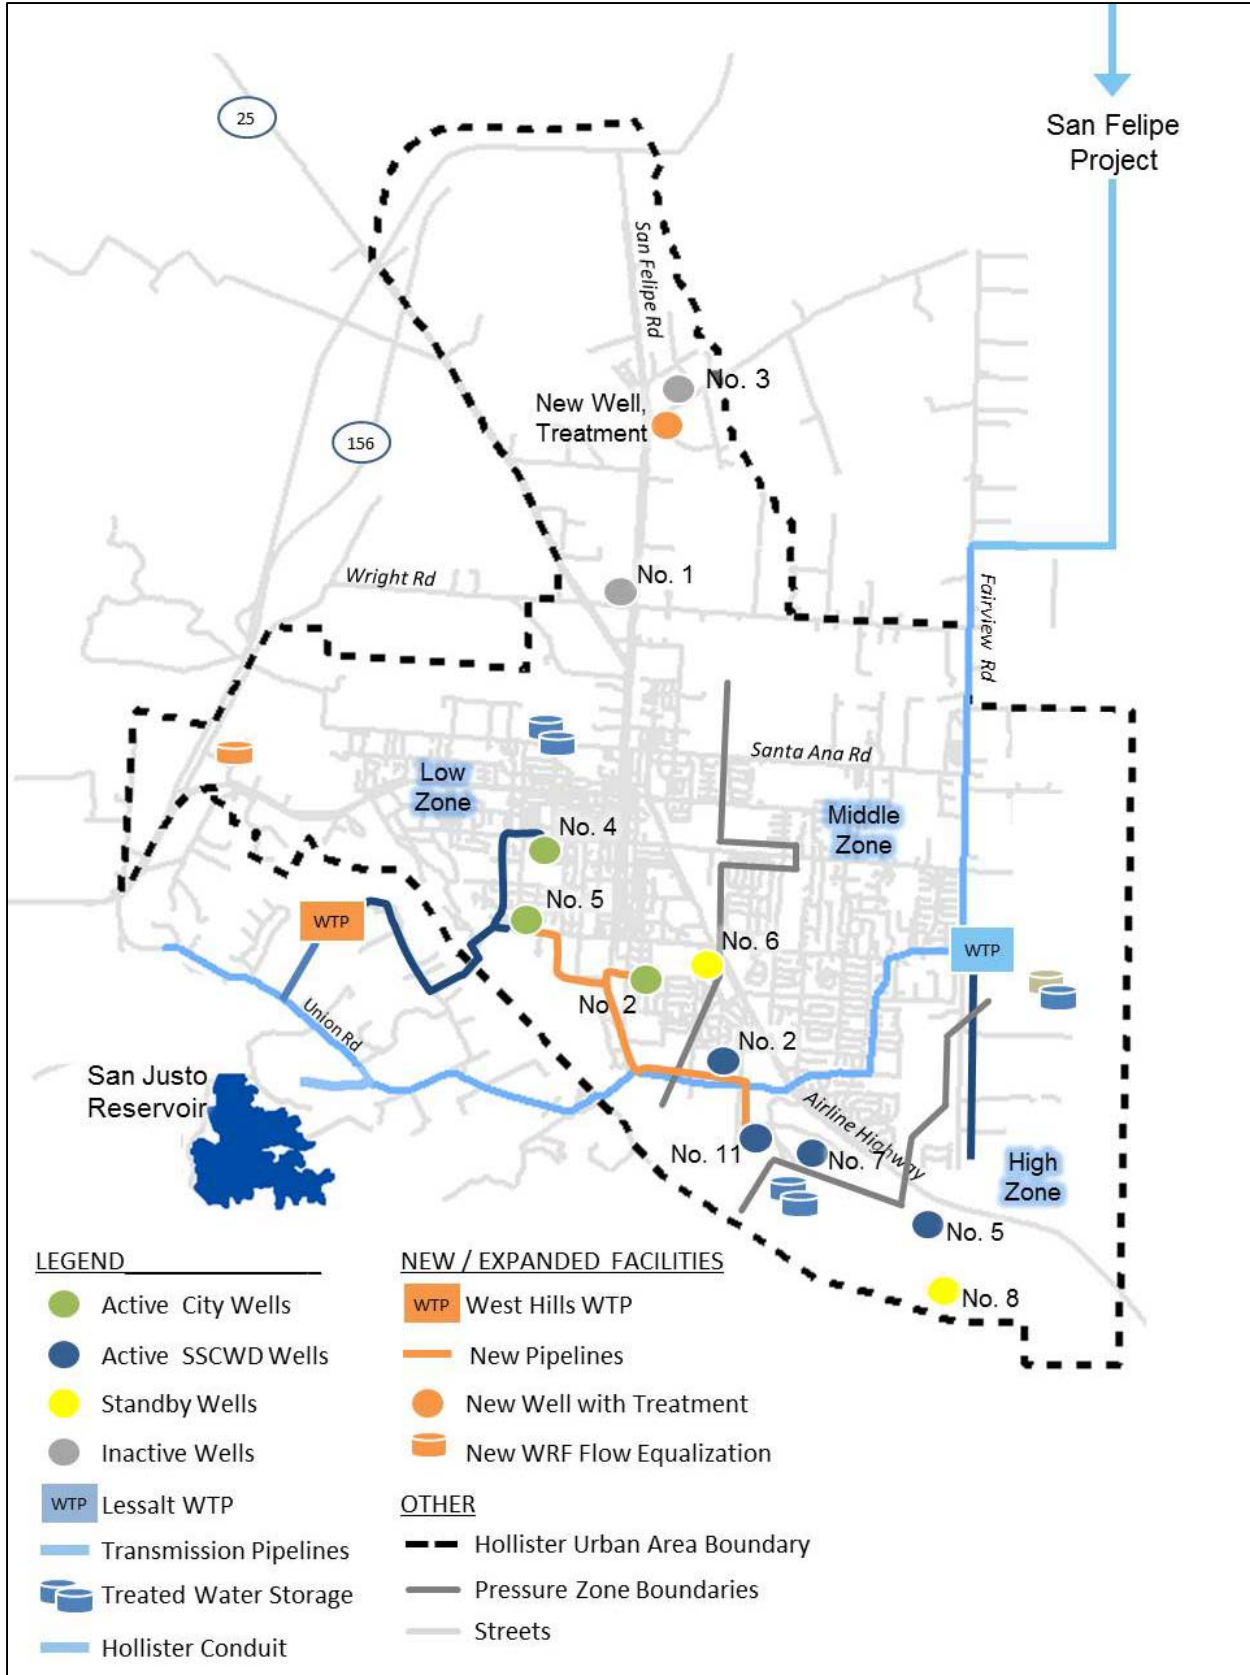 25
San Felipe
Project
San Felipe Rd
No. 3
New Well,
Treatment
156
Wright Rd
No. 1
Fairview Rd
Santa Ana Rd
Low
Zone
Middle
Zone
No. 4
No. 5
WTP
No. 6
WTP
No. 2
Union Rd
No. 2
San Justo
Reservoir
Airline Highway
No. 11
No. 7
High
Zone
No. 5
No. 8
LEGEND
Active City Wells
Active SSCWD Wells
Standby Wells
Inactive Wells
WTP Lessalt WTP
Transmission Pipelines
Treated Water Storage
Hollister Conduit
NEW / EXPANDED FACILITIES
WTP West Hills WTP
New Pipelines
New Well with Treatment
New WRF Flow Equalization
OTHER
Hollister Urban Area Boundary
Pressure Zone Boundaries
Streets